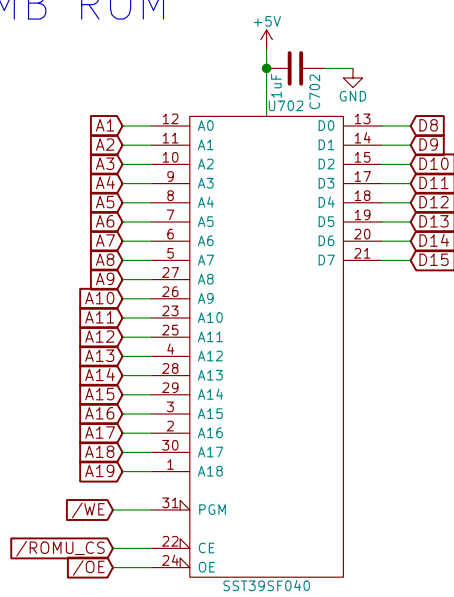 MB ROM
+5V
1uF
C702
GND
U702
A1 12 A0 D0 13 D8
A2 11 A1 D1 14 D9
A3 10 A2 D2 15 D10
A4 9 A3 D3 17 D11
A5 8 A4 D4 18 D12
A6 7 A5 D5 19 D13
A7 6 A6 D6 20 D14
A8 5 A7 D7 21 D15
A9 27 A8
A10 26 A9
A11 23 A10
A12 25 A11
A13 4 A12
A14 28 A13
A15 29 A14
A16 3 A15
A17 2 A16
A18 30 A17
A19 1 A18
/WE 31 PGM
/ROMU_CS 22 CE
/OE 24 OE
SST39SF040